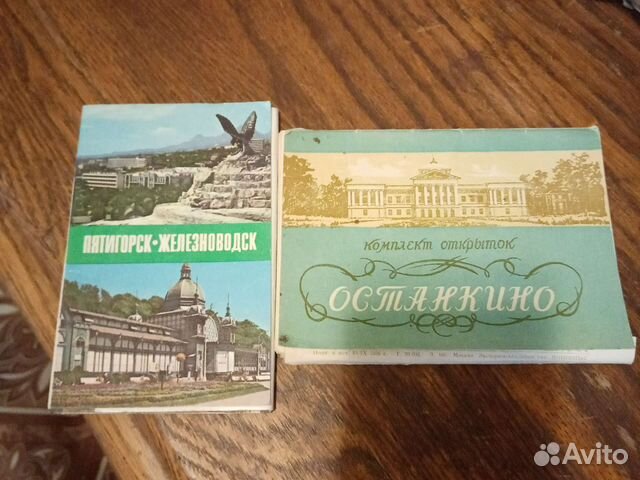 ПЯТИГОРСК·ЖЕЛЕЗНОВОДСК
КОМПЛЕКТ ОТКРЫТОК
ОСТАНКИНО
Avito